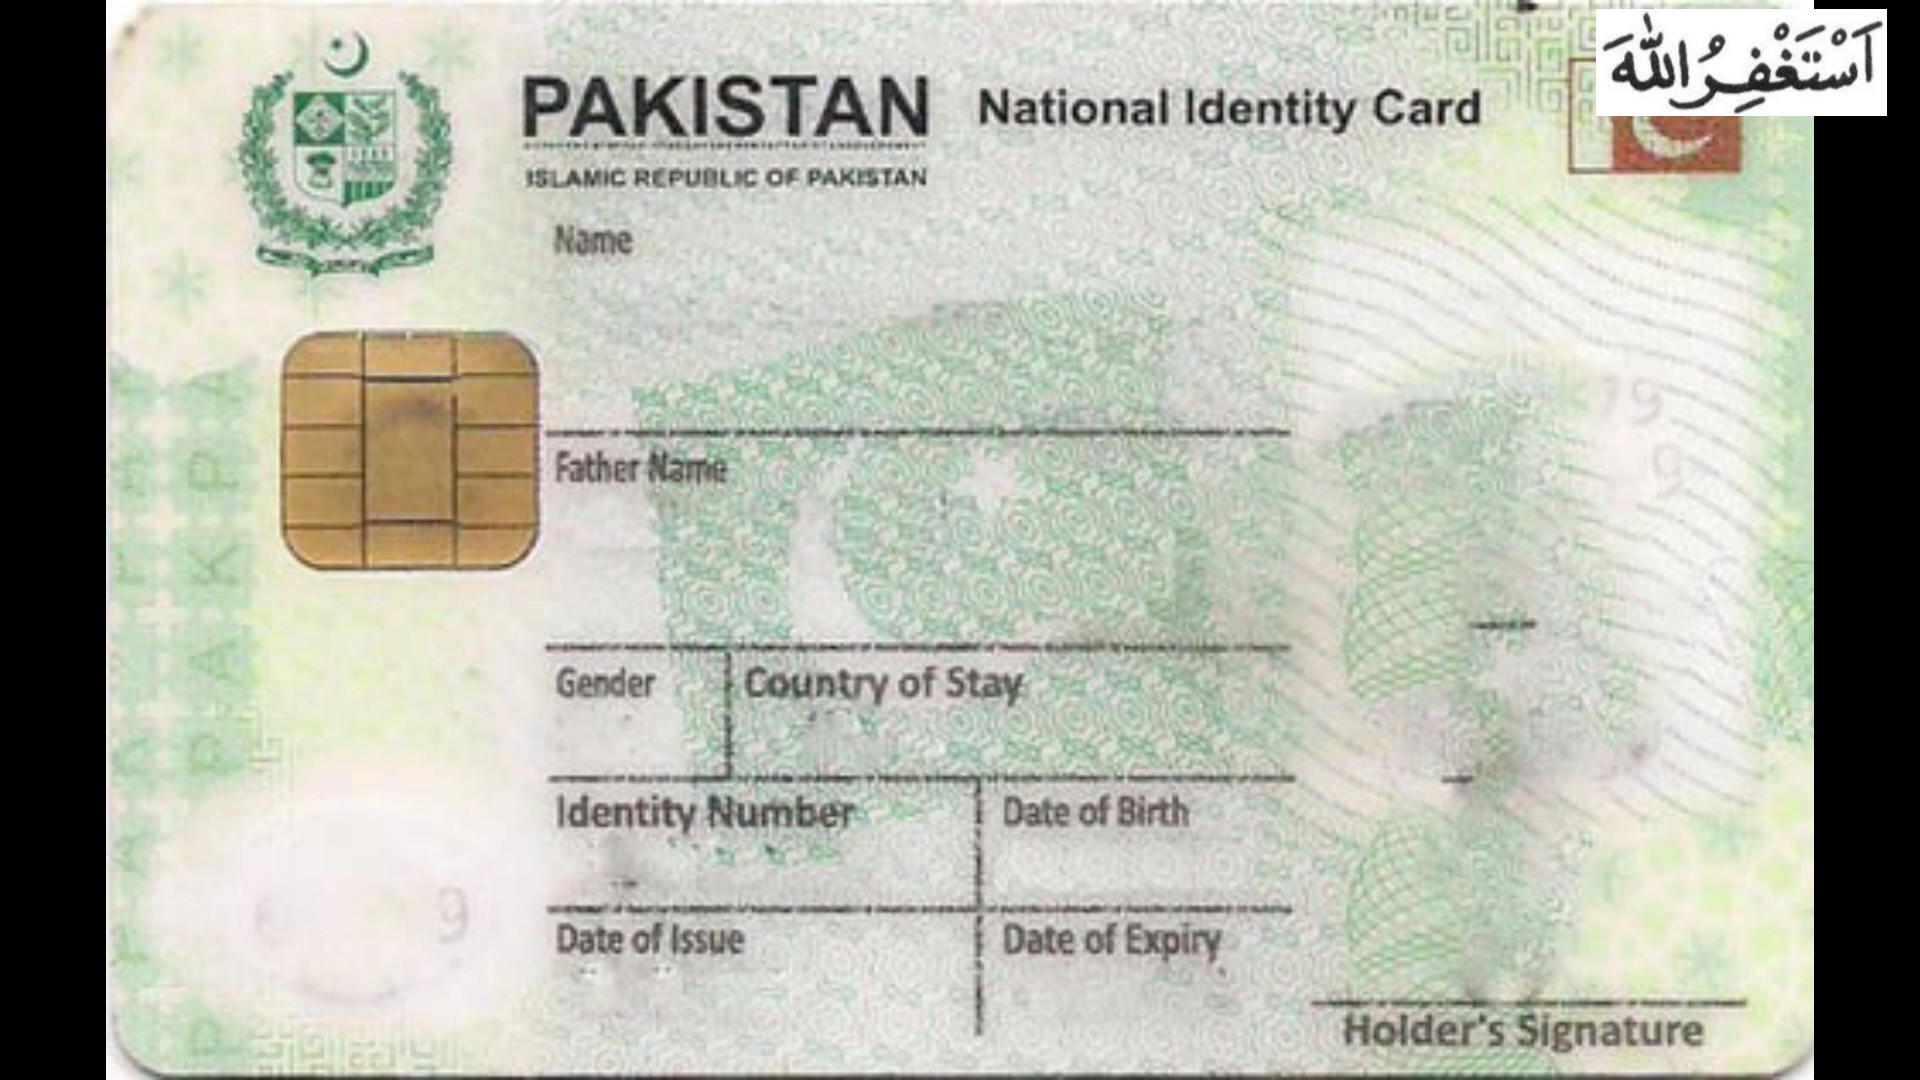 اَسْتَغْفِرُاللّٰهَ
PAKISTAN National Identity Card
ISLAMIC REPUBLIC OF PAKISTAN
Name
Father Name
Gender Country of Stay
Identity Number Date of Birth
Date of Issue Date of Expiry
Holder's Signature